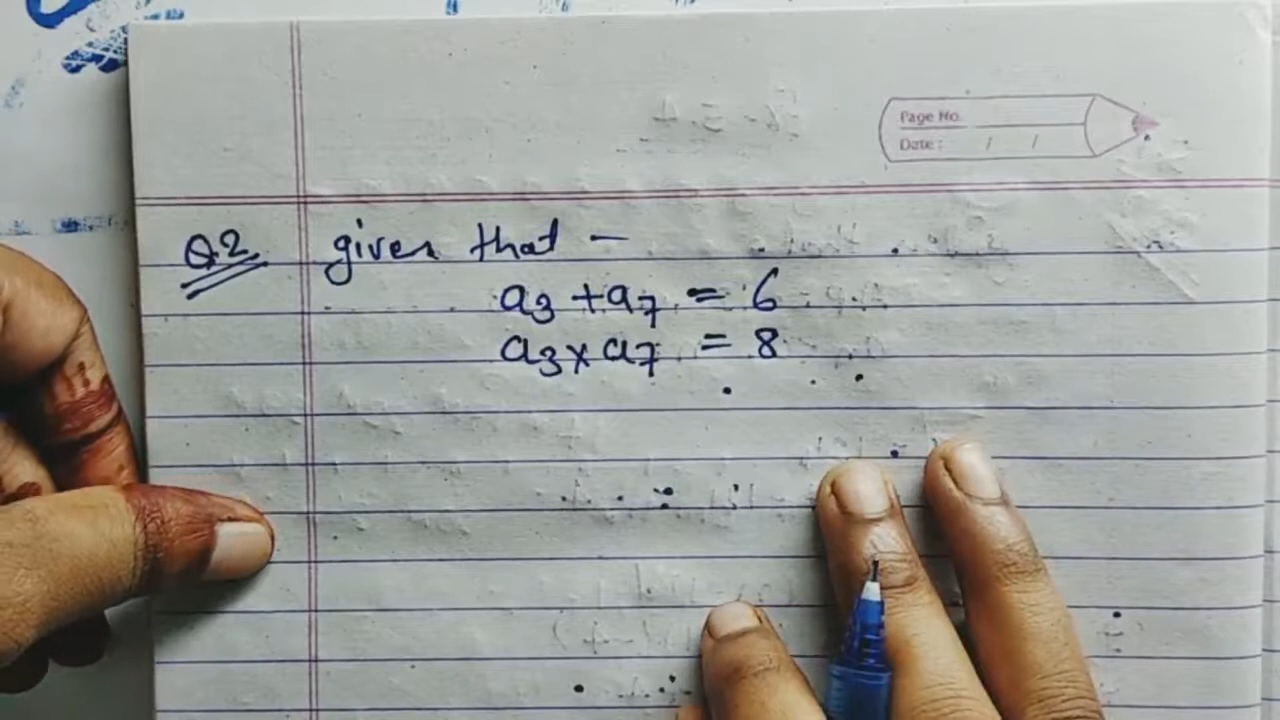 Page No.
Date : / /
Q2 given that –
a₃ + a₇ = 6
a₃ × a₇ = 8